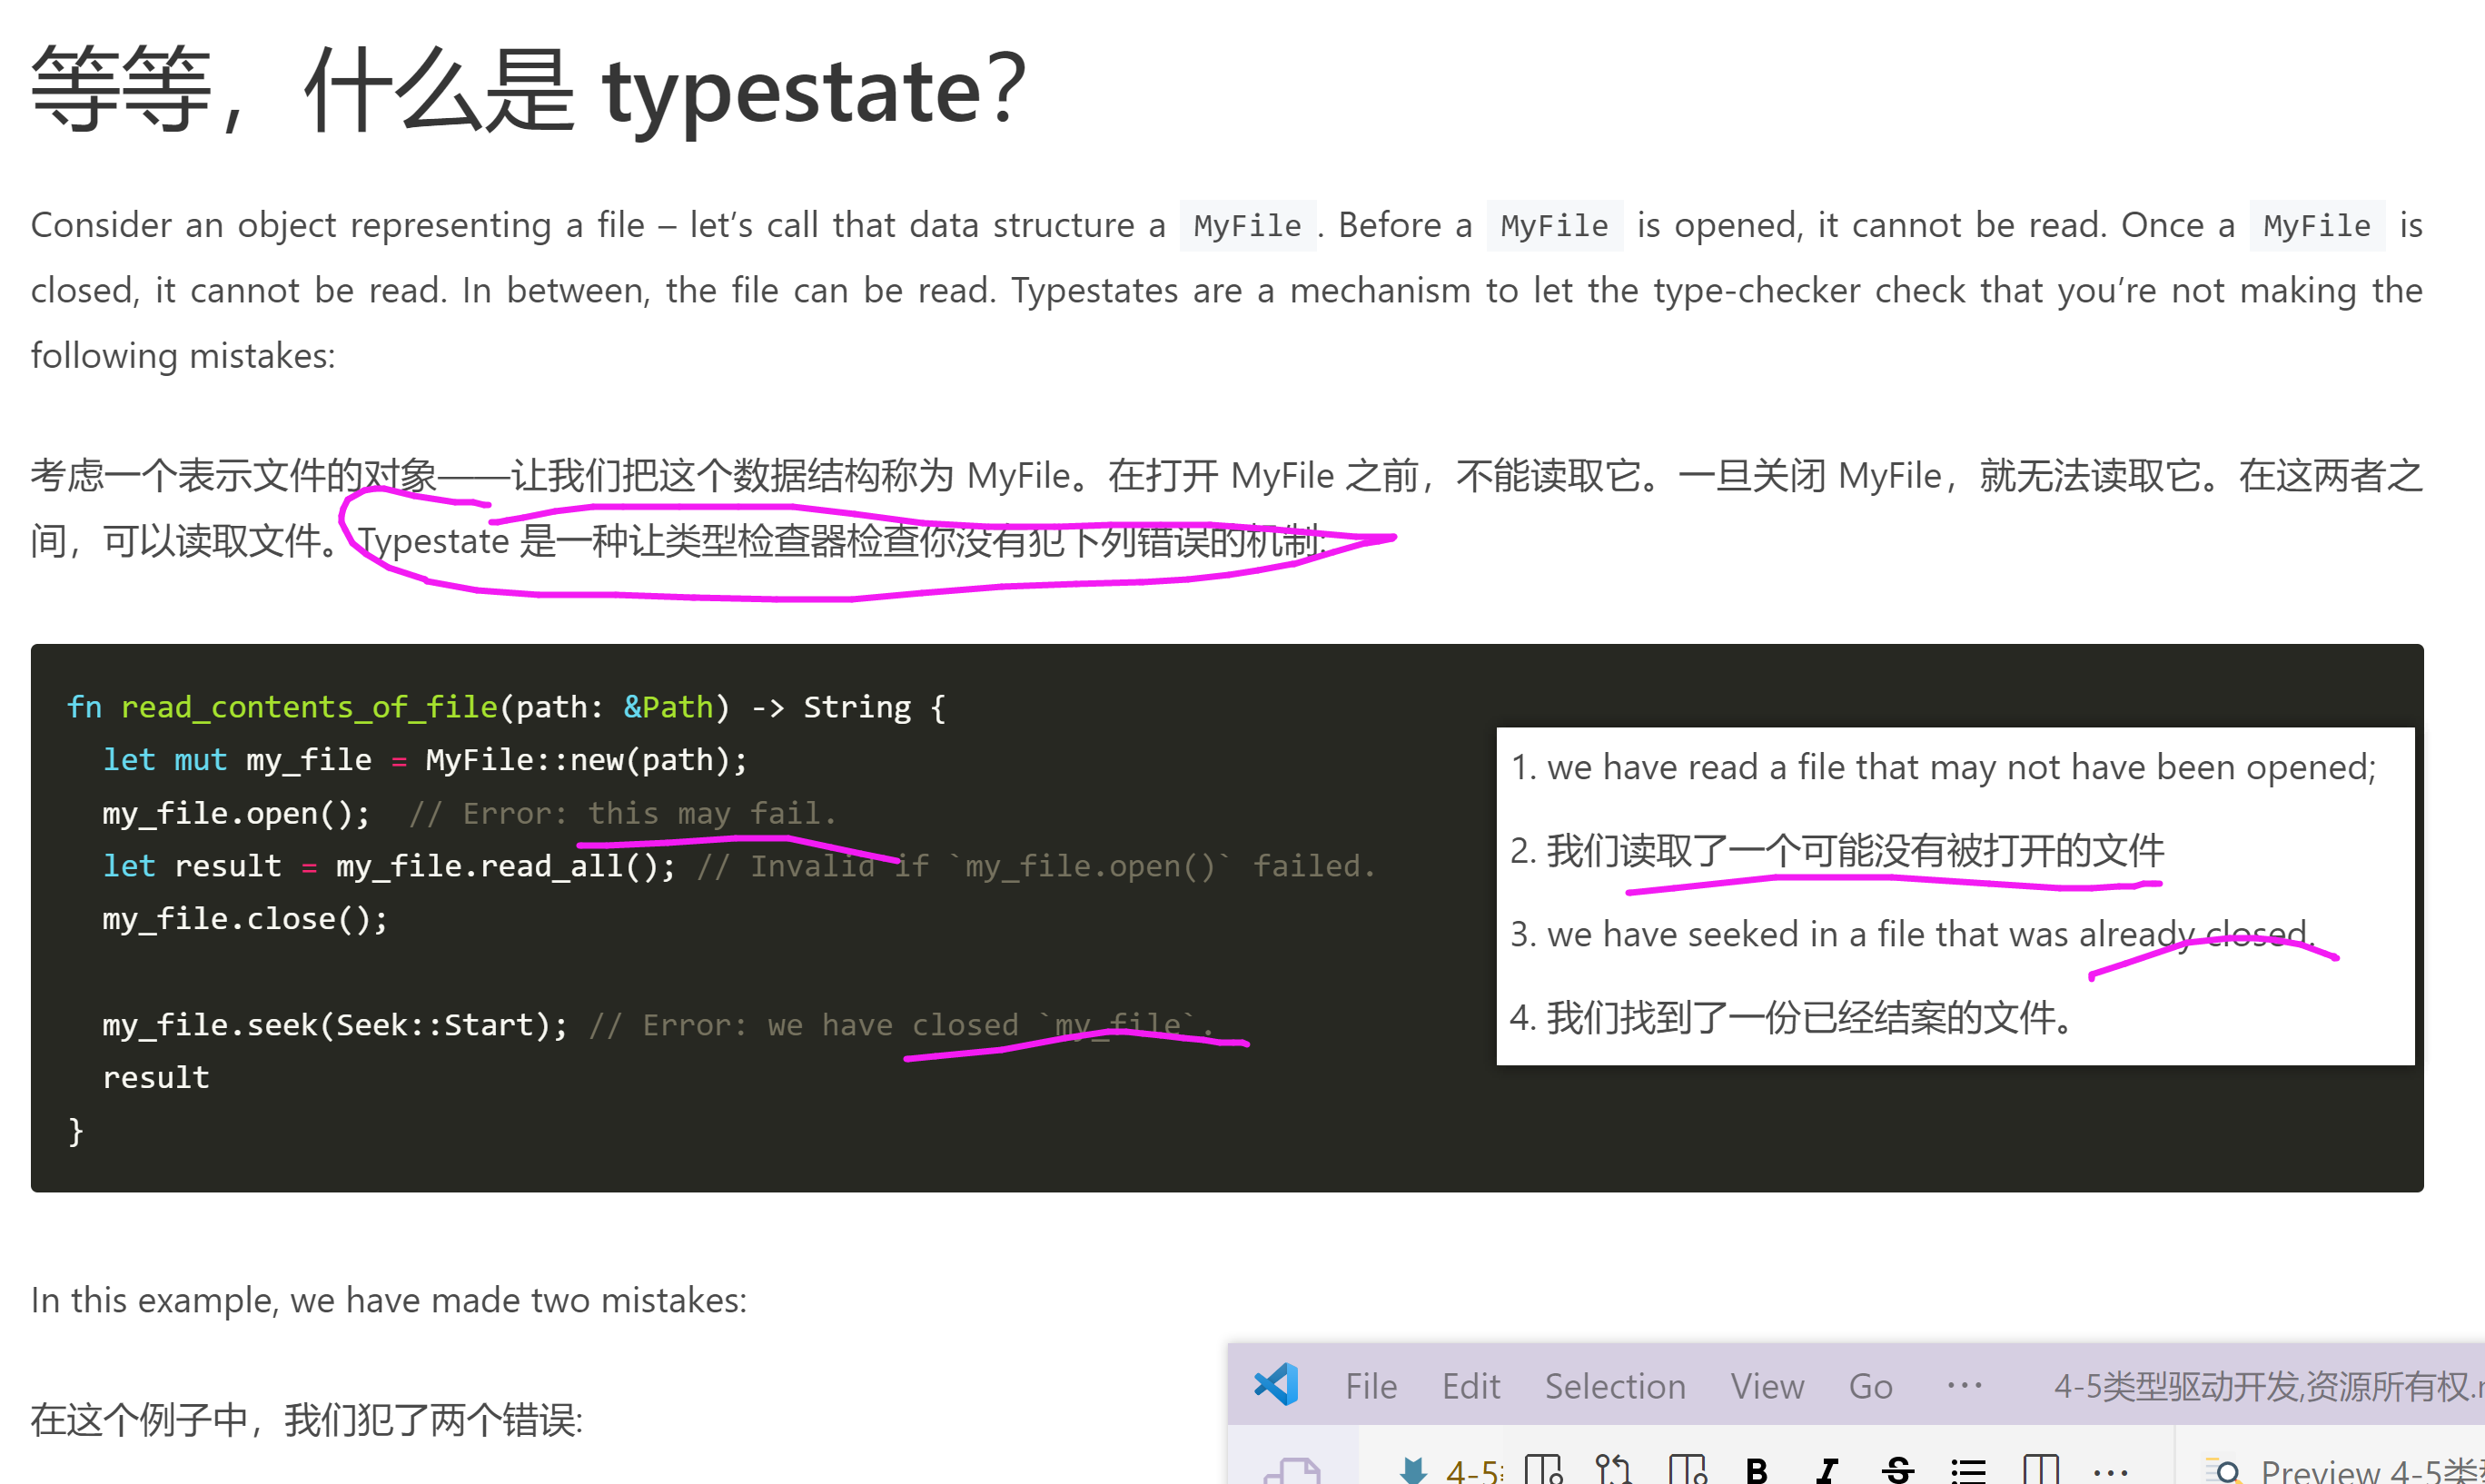 等等，什么是 typestate？
Consider an object representing a file – let’s call that data structure a MyFile. Before a MyFile is opened, it cannot be read. Once a MyFile is
closed, it cannot be read. In between, the file can be read. Typestates are a mechanism to let the type-checker check that you’re not making the
following mistakes:
考虑一个表示文件的对象——让我们把这个数据结构称为 MyFile。在打开 MyFile 之前，不能读取它。一旦关闭 MyFile，就无法读取它。在这两者之
间，可以读取文件。Typestate 是一种让类型检查器检查你没有犯下列错误的机制:
fn read_contents_of_file(path: &Path) -> String {
  let mut my_file = MyFile::new(path);
  my_file.open();  // Error: this may fail.
  let result = my_file.read_all(); // Invalid if `my_file.open()` failed.
  my_file.close();
  my_file.seek(Seek::Start); // Error: we have closed `my_file`.
  result
}
1. we have read a file that may not have been opened;
2. 我们读取了一个可能没有被打开的文件
3. we have seeked in a file that was already closed.
4. 我们找到了一份已经结案的文件。
In this example, we have made two mistakes:
在这个例子中，我们犯了两个错误:
File Edit Selection View Go ··· 4-5类型驱动开发,资源所有权.
4-5 B I S ··· Preview 4-5类